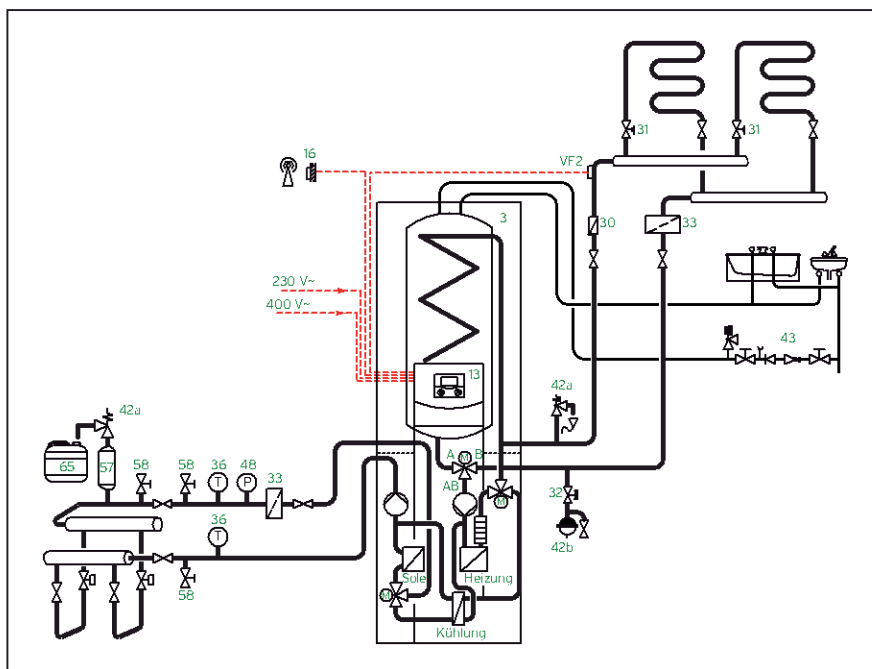 31
31
16
VF2
3
30
33
230 V~
400 V~
43
13
42a
42a
A
M
B
65
57
58
58
36
48
33
T
P
AB
M
32
36
T
42b
Sole
Heizung
58
M
Kühlung